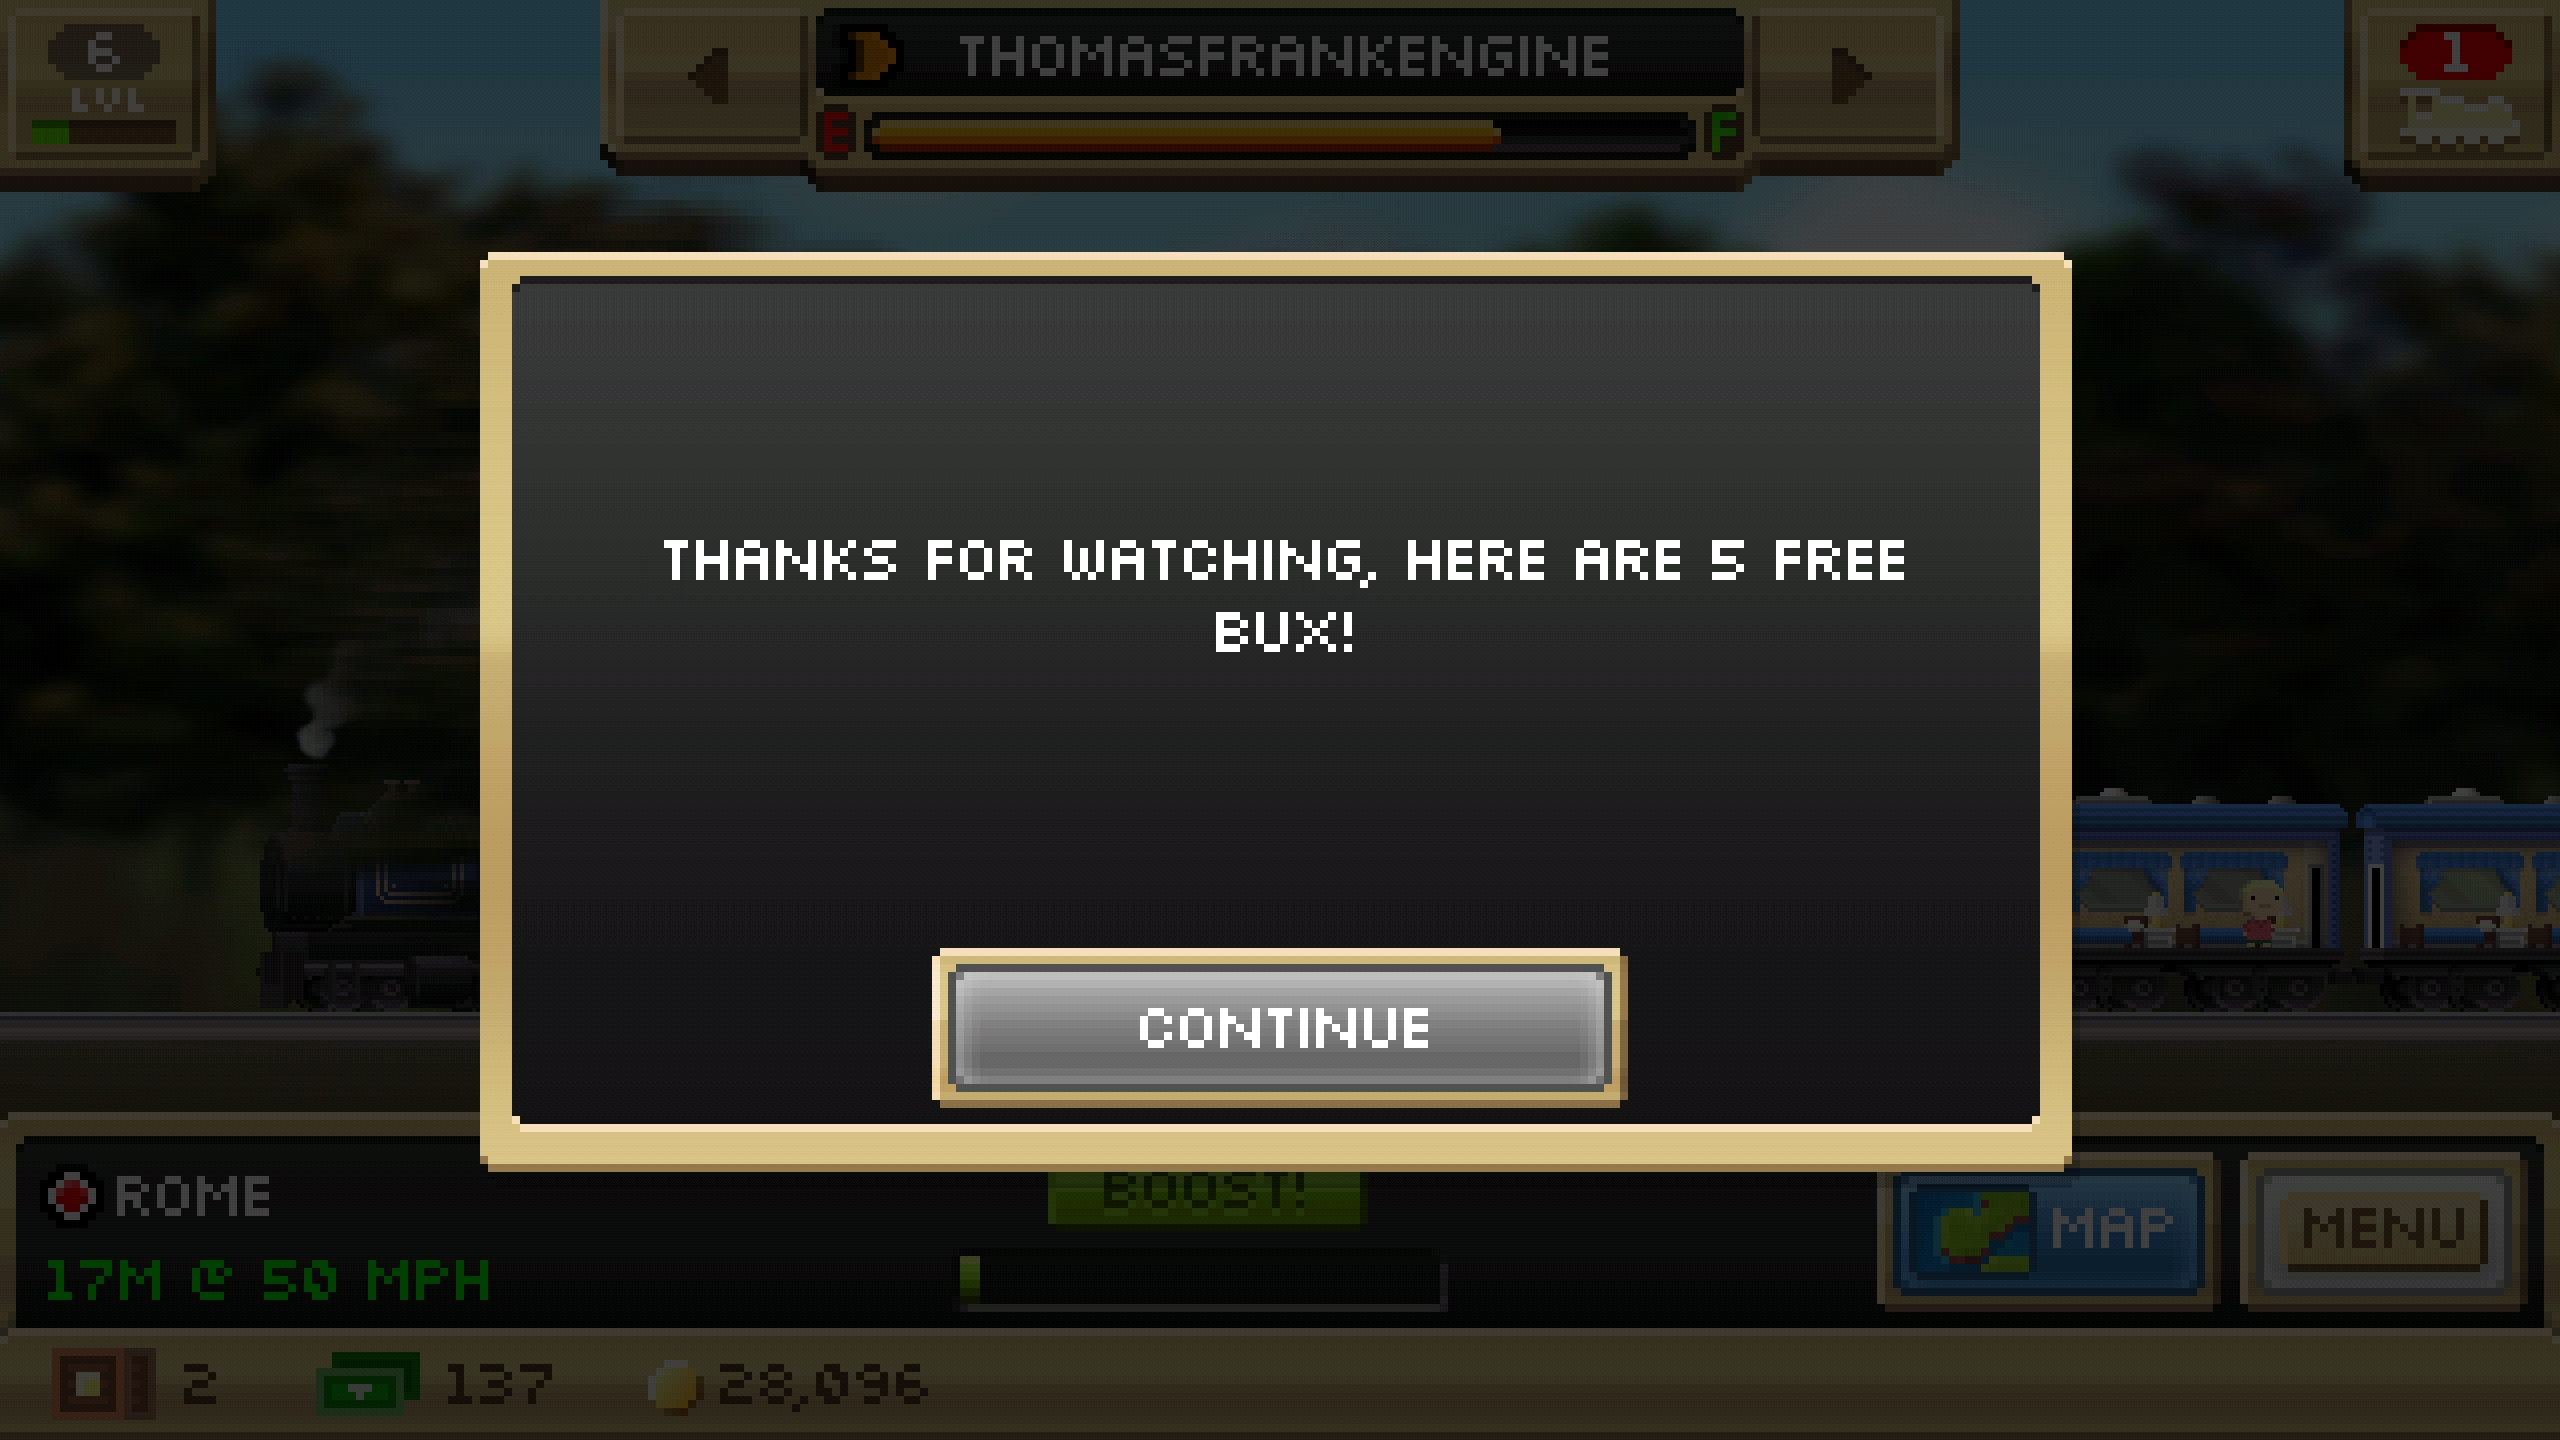 6
LVL
THOMASFRANKENGINE
1
E
F
THANKS FOR WATCHING, HERE ARE 5 FREE
BUX!
CONTINUE
ROME
BOOST!
MAP
MENU
17M @ 50 MPH
2
137
28,096